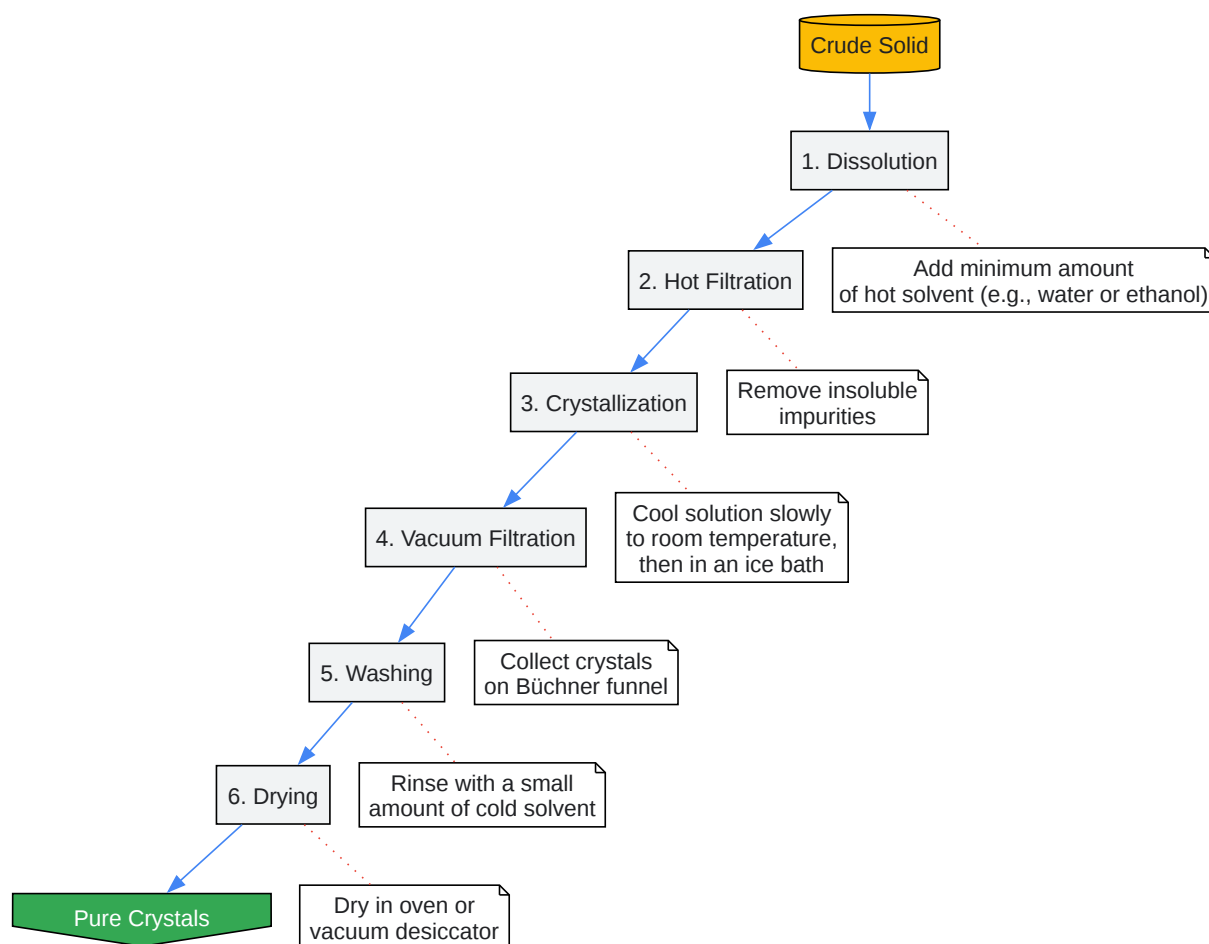 Crude Solid
1. Dissolution
Add minimum amount
of hot solvent (e.g., water or ethanol)
2. Hot Filtration
Remove insoluble
impurities
3. Crystallization
Cool solution slowly
to room temperature,
then in an ice bath
4. Vacuum Filtration
Collect crystals
on Büchner funnel
5. Washing
Rinse with a small
amount of cold solvent
6. Drying
Dry in oven or
vacuum desiccator
Pure Crystals